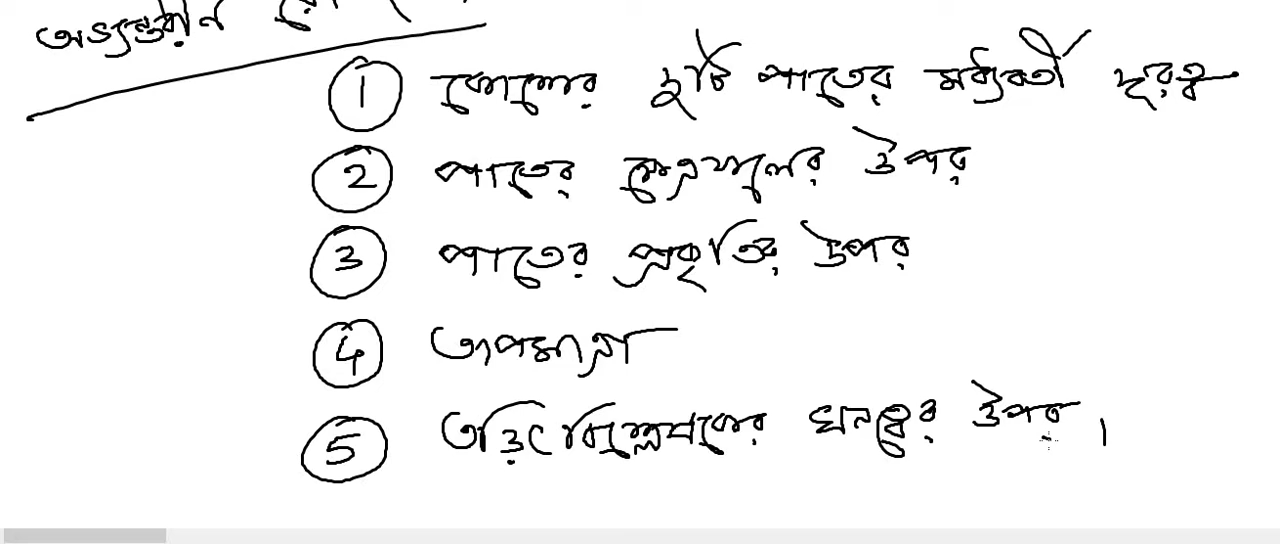 অভ্যন্তরীন
① কোলের দুটি পাতের মধ্যবর্তী দূরত্ব
② পাতের ক্ষেত্রফলের উপর
③ পাতের প্রকৃতির উপর
④ তাপমাত্রা
⑤ তড়িৎবিশ্লেষকের ঘনত্বের উপর।